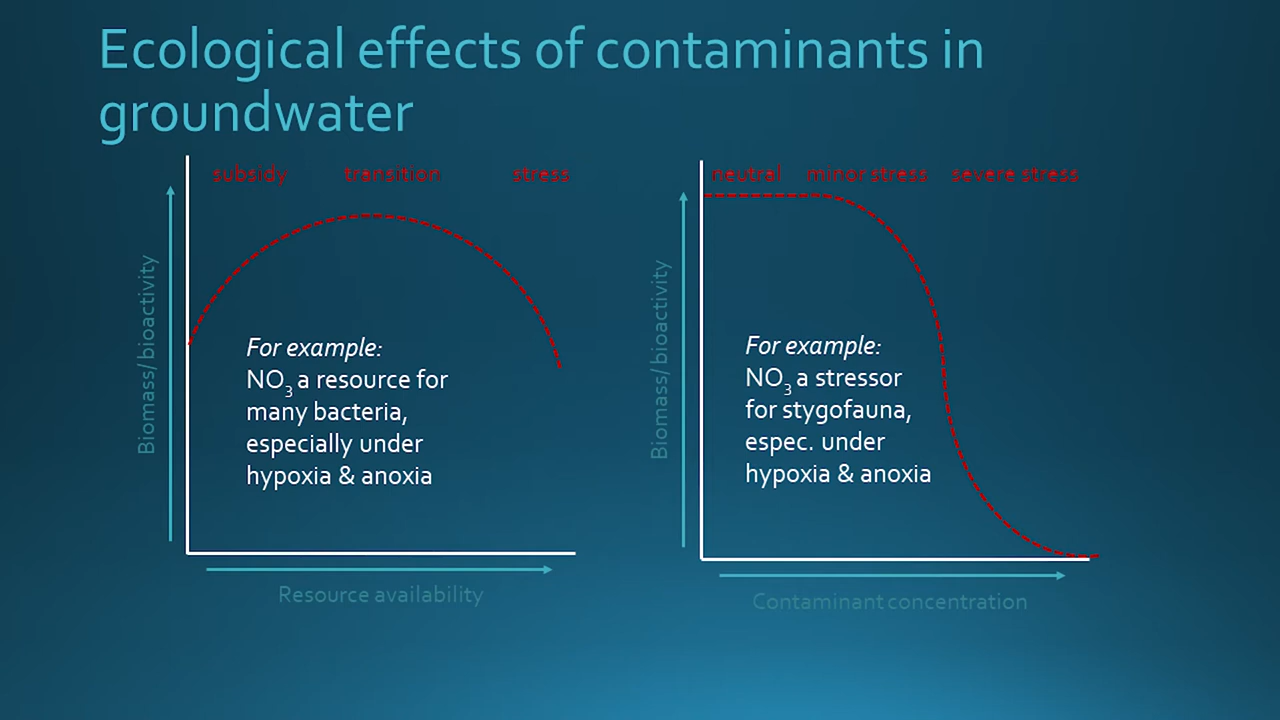 Ecological effects of contaminants in
groundwater
subsidy transition stress
Biomass/ bioactivity
For example:
NO3 a resource for
many bacteria,
especially under
hypoxia & anoxia
Resource availability
neutral minor stress severe stress
Biomass/ bioactivity
For example:
NO3 a stressor
for stygofauna,
espec. under
hypoxia & anoxia
Contaminant concentration